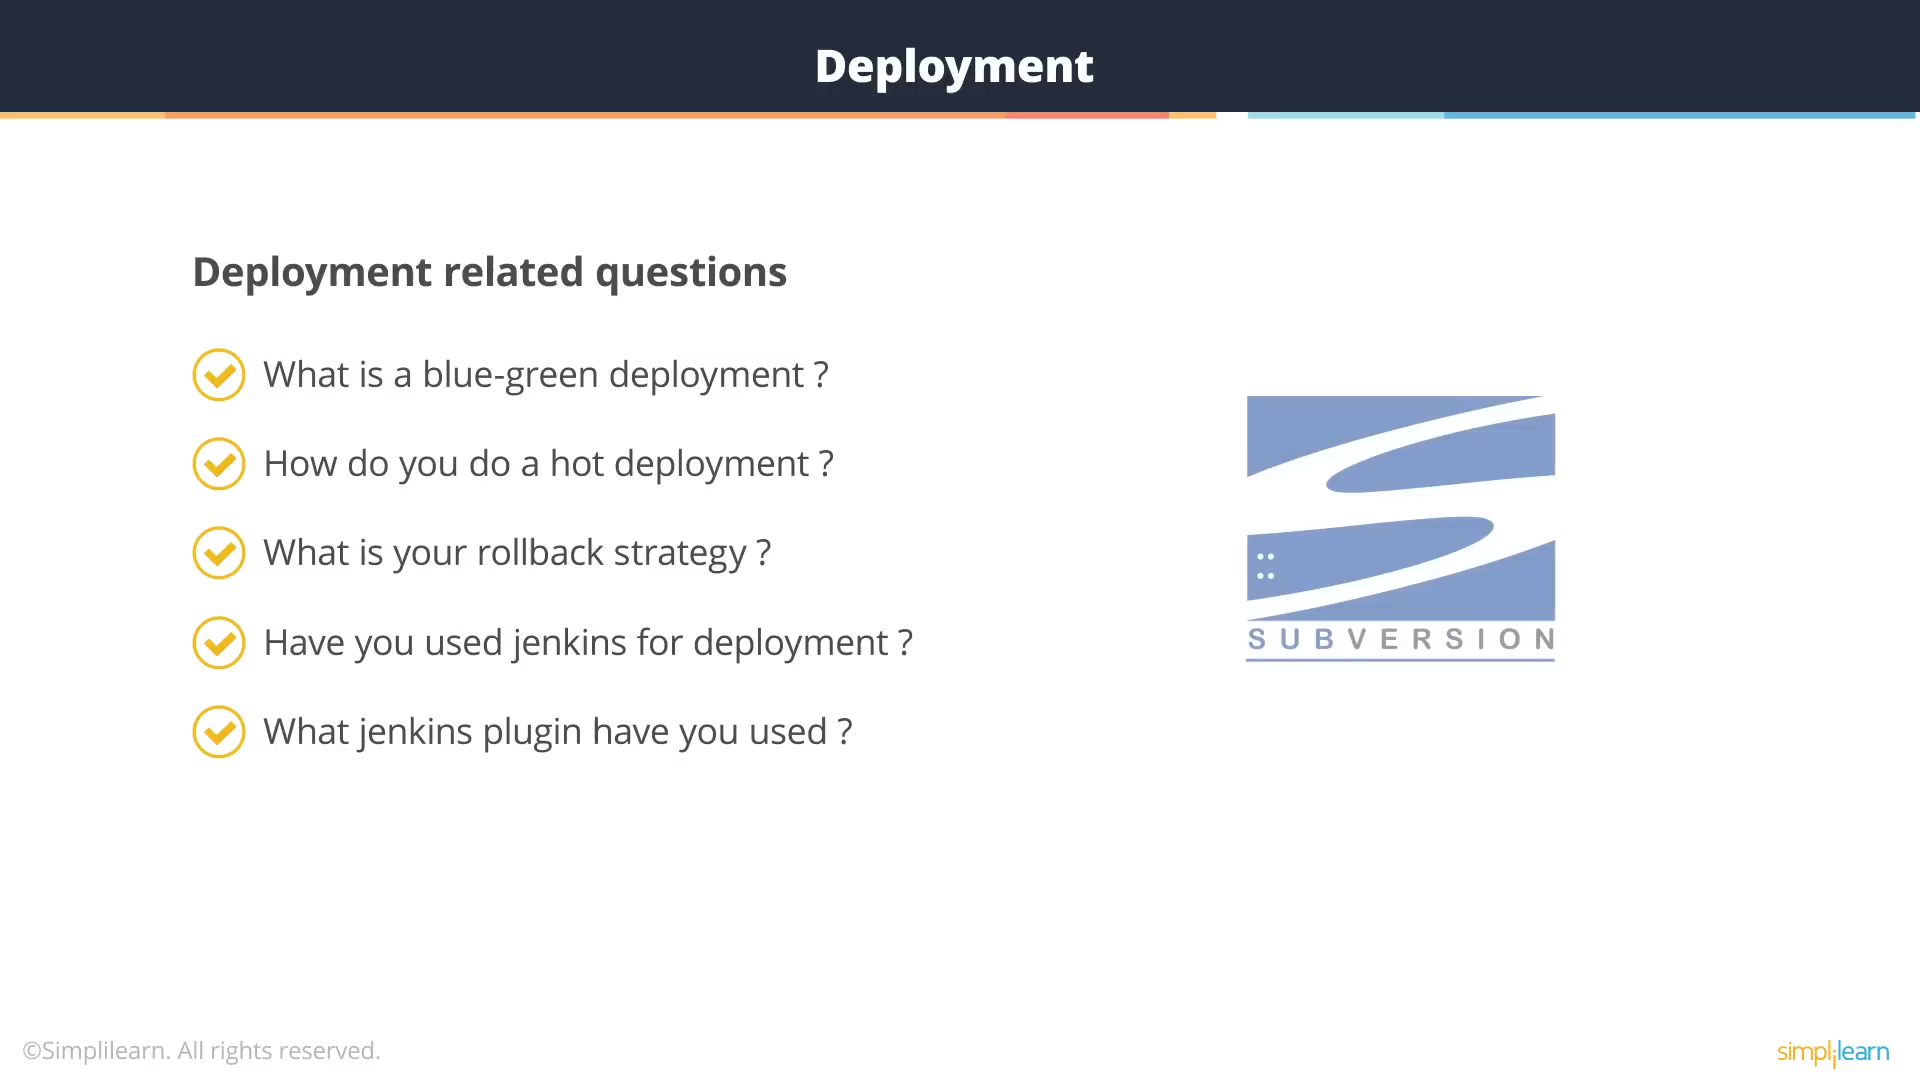 Deployment
Deployment related questions
What is a blue-green deployment ?
How do you do a hot deployment ?
What is your rollback strategy ?
Have you used jenkins for deployment ?
What jenkins plugin have you used ?
SUBVERSION
©Simplilearn. All rights reserved.
simplilearn